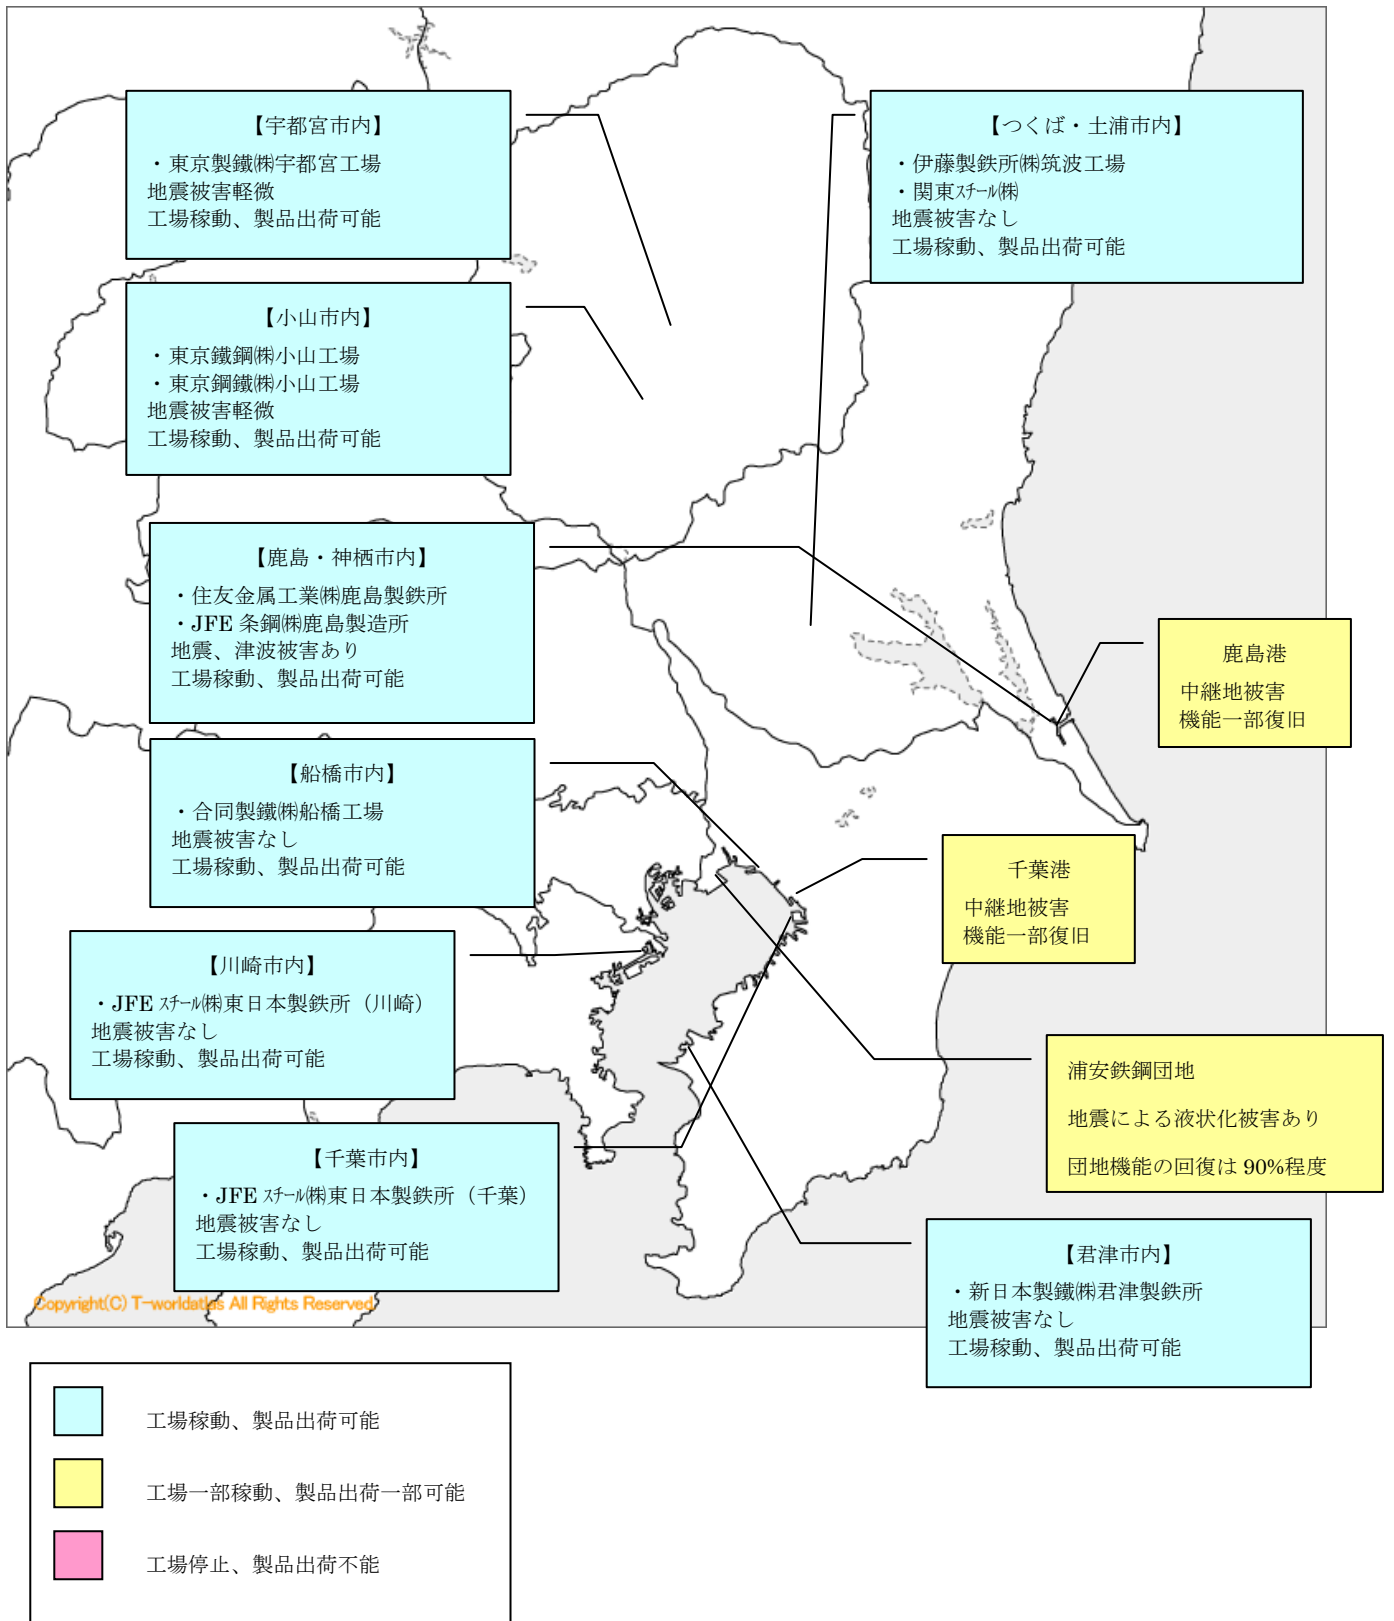 【宇都宮市内】
・東京製鐵㈱宇都宮工場
地震被害軽微
工場稼動、製品出荷可能
【つくば・土浦市内】
・伊藤製鉄所㈱筑波工場
・関東ｽﾁｰﾙ㈱
地震被害なし
工場稼動、製品出荷可能
【小山市内】
・東京鐵鋼㈱小山工場
・東京鋼鐵㈱小山工場
地震被害軽微
工場稼動、製品出荷可能
【鹿島・神栖市内】
・住友金属工業㈱鹿島製鉄所
・JFE 条鋼㈱鹿島製造所
地震、津波被害あり
工場稼動、製品出荷可能
鹿島港
中継地被害
機能一部復旧
【船橋市内】
・合同製鐵㈱船橋工場
地震被害なし
工場稼動、製品出荷可能
千葉港
中継地被害
機能一部復旧
【川崎市内】
・JFE ｽﾁｰﾙ㈱東日本製鉄所（川崎）
地震被害なし
工場稼動、製品出荷可能
浦安鉄鋼団地
地震による液状化被害あり
団地機能の回復は 90%程度
【千葉市内】
・JFE ｽﾁｰﾙ㈱東日本製鉄所（千葉）
地震被害なし
工場稼動、製品出荷可能
【君津市内】
・新日本製鐵㈱君津製鉄所
地震被害なし
工場稼動、製品出荷可能
Copyright(C) T-worldatlas All Rights Reserved
工場稼動、製品出荷可能
工場一部稼動、製品出荷一部可能
工場停止、製品出荷不能